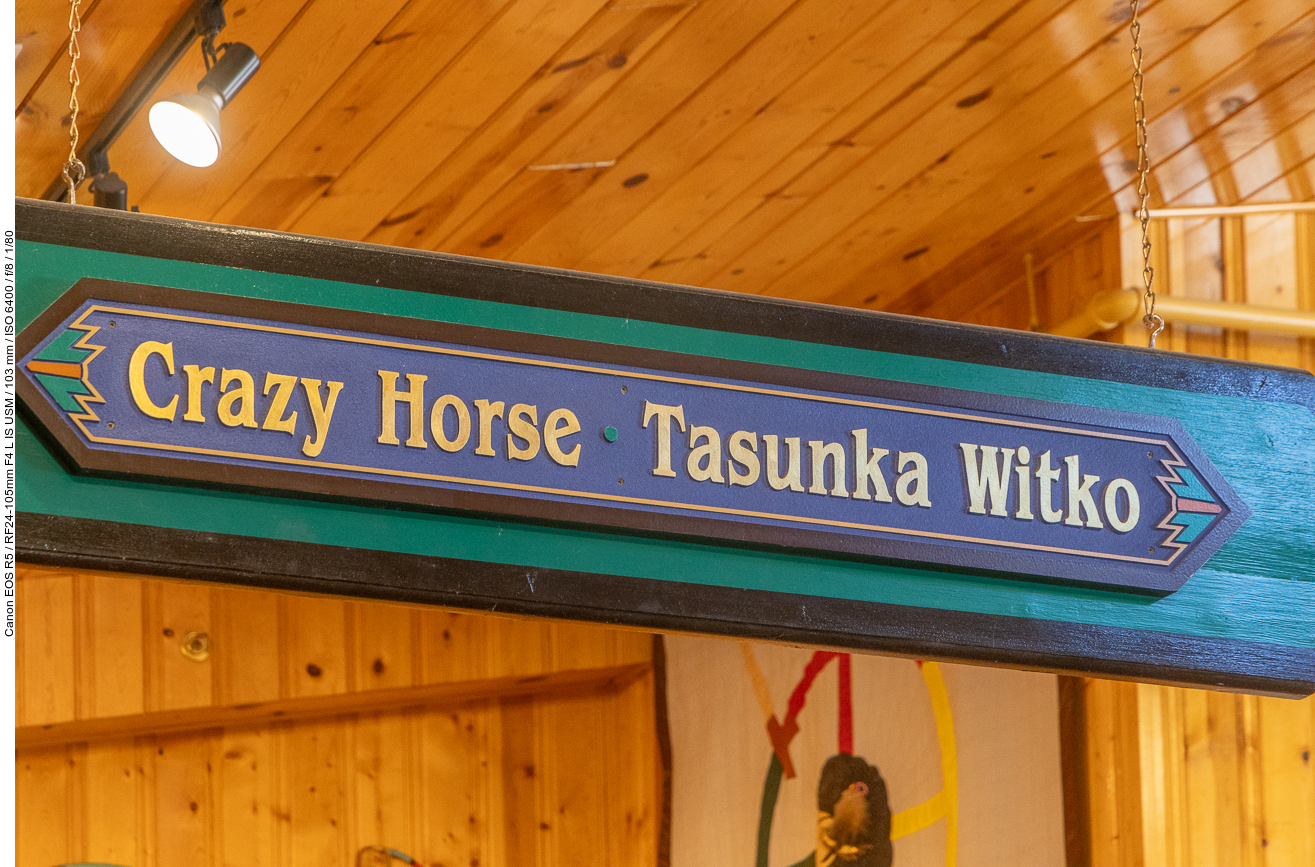 Crazy Horse · Tasunka Witko
Canon EOS R5 / RF24-105mm F4 L IS USM / 103 mm / ISO 6400 / f/8 / 1/80